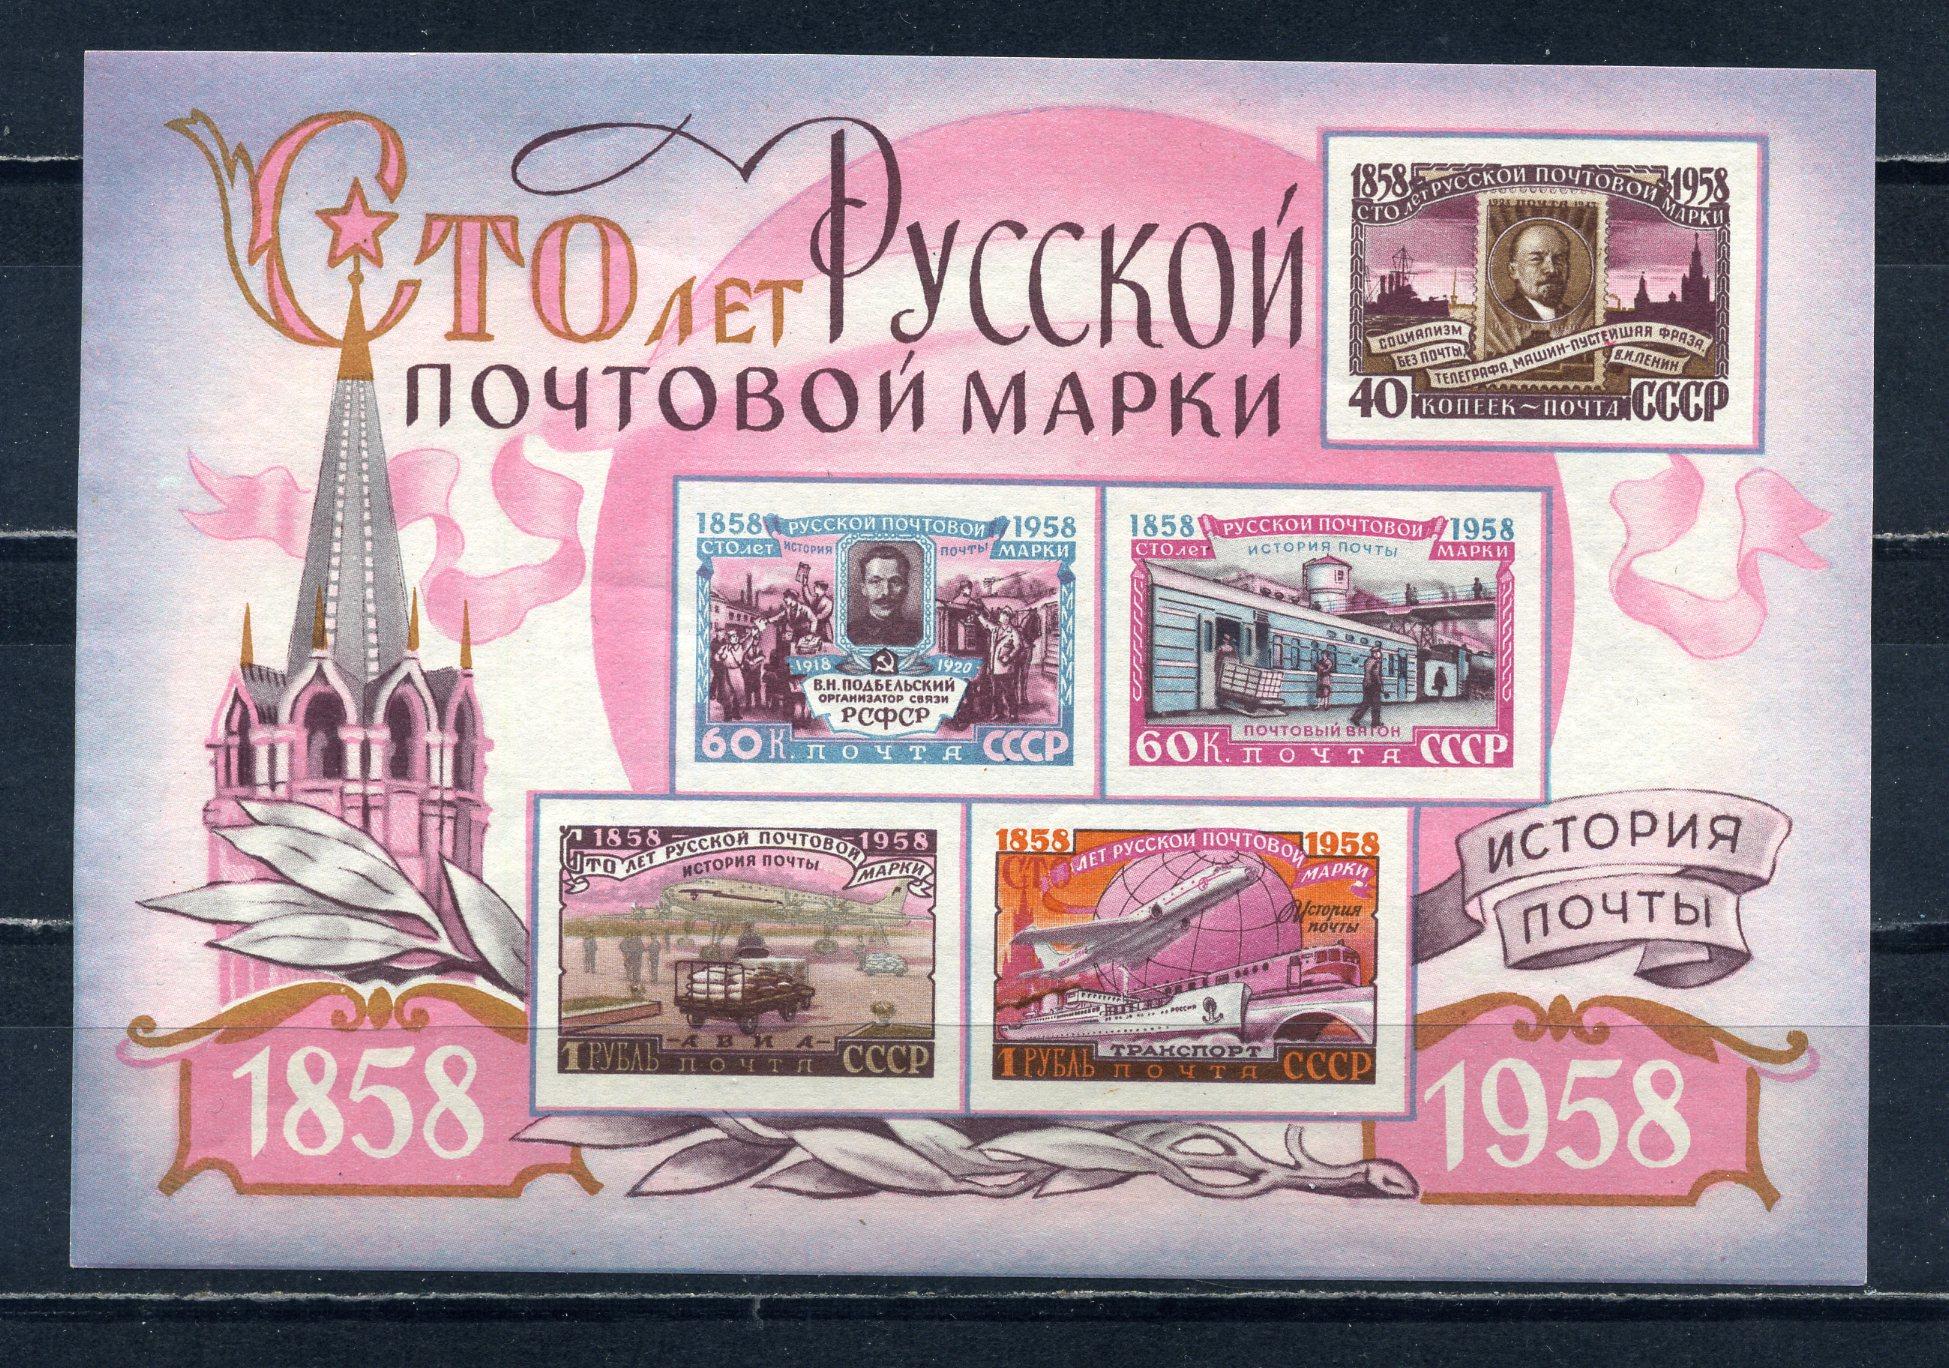 Сто лет Русской
почтовой марки
1858 1958
СТО лет РУССКОЙ ПОЧТОВОЙ МАРКИ
СОЦИАЛИЗМ
БЕЗ ПОЧТЫ,
ТЕЛЕГРАФА, МАШИН-ПУСТЕЙШАЯ ФРАЗА.
В.И.ЛЕНИН
40 КОПЕЕК~ПОЧТА СССР
1858 РУССКОЙ ПОЧТОВОЙ 1958
СТО лет ИСТОРИЯ ПОЧТЫ МАРКИ
1918 1920
В.Н.ПОДБЕЛЬСКИЙ
ОРГАНИЗАТОР СВЯЗИ
РСФСР
60 К. ПОЧТА СССР
1858 РУССКОЙ ПОЧТОВОЙ 1958
СТО лет ИСТОРИЯ ПОЧТЫ МАРКИ
ПОЧТОВЫЙ ВАГОН
60 К. ПОЧТА СССР
1858 1958
СТО ЛЕТ РУССКОЙ ПОЧТОВОЙ МАРКИ
ИСТОРИЯ ПОЧТЫ
-АВИА-
1 РУБЛЬ ПОЧТА СССР
1858 1958
СТО ЛЕТ РУССКОЙ ПОЧТОВОЙ МАРКИ
История
почты
РОССИЯ
ТРАНСПОРТ
1 РУБЛЬ ПОЧТА СССР
ИСТОРИЯ
ПОЧТЫ
1858
1958